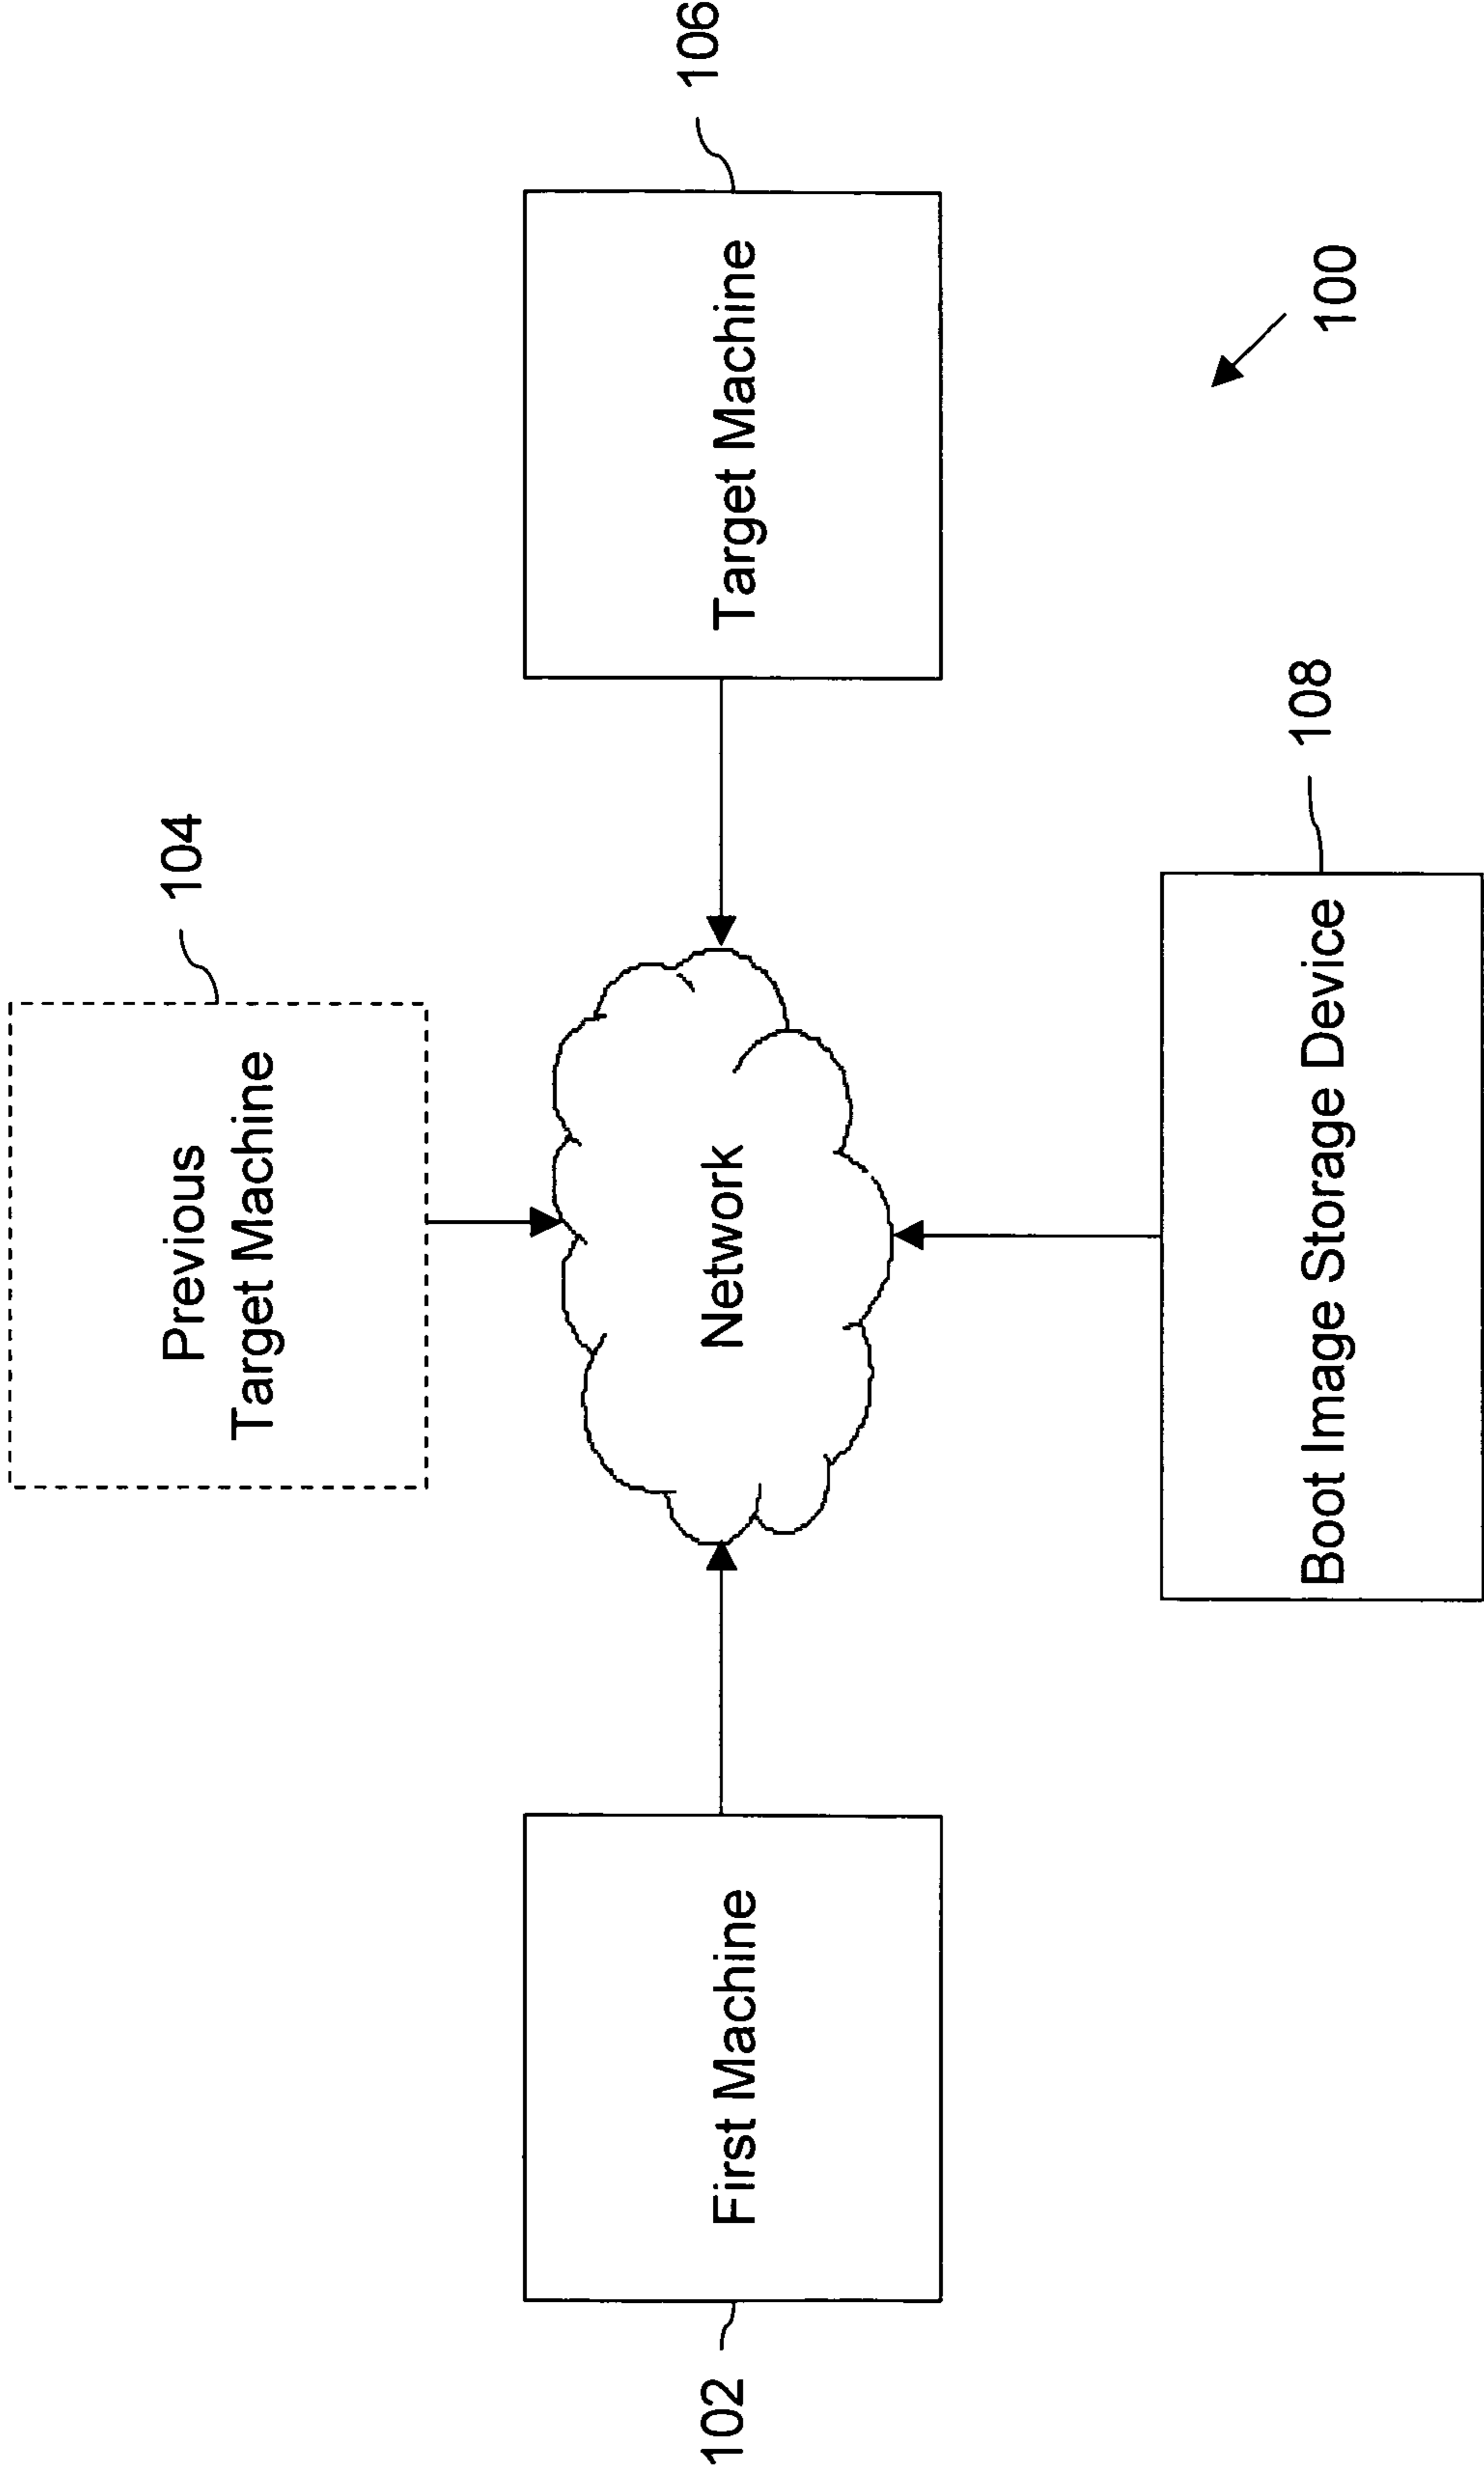 104
Previous
Target Machine
102
First Machine
Network
Target Machine
106
Boot Image Storage Device
108
100